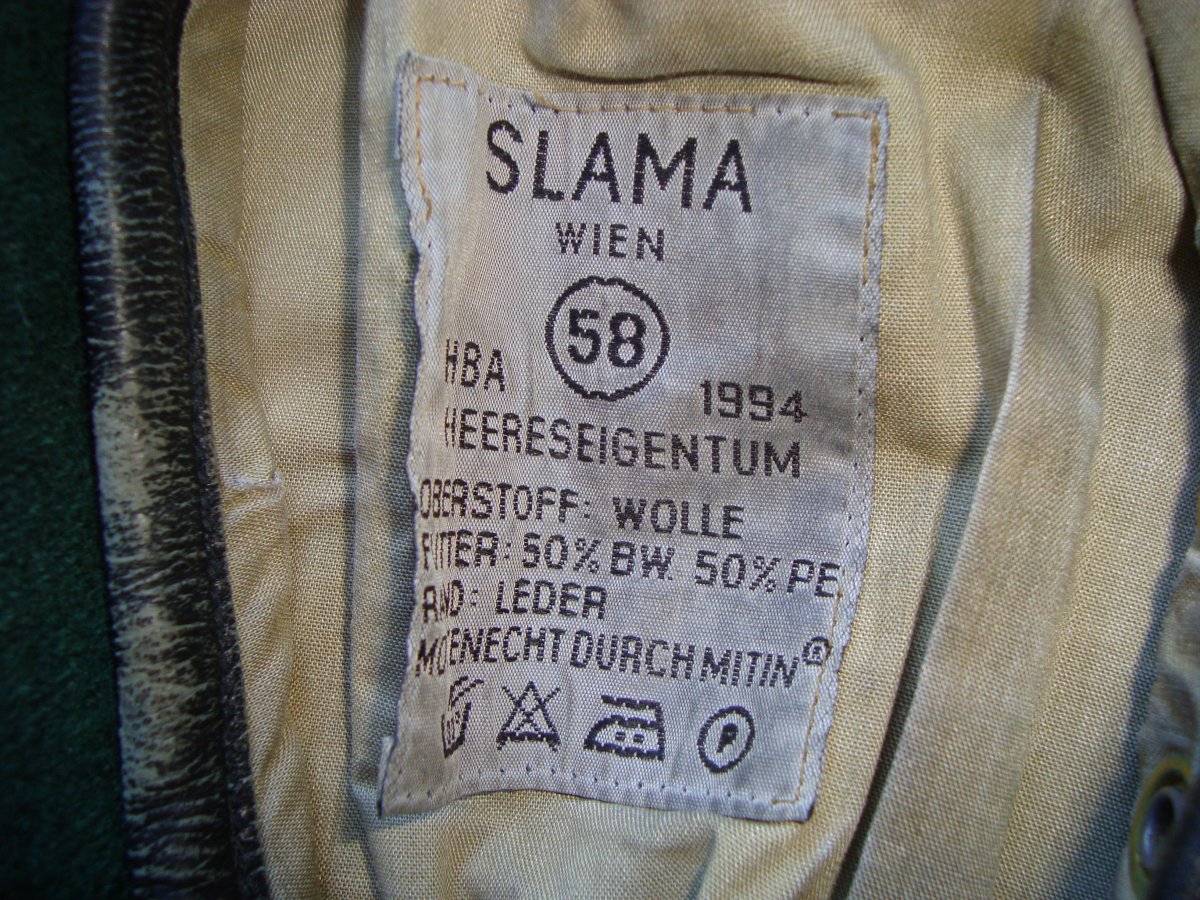 SLAMA
WIEN
58
HBA 1994
HEERESEIGENTUM
OBERSTOFF: WOLLE
FUTTER: 50% BW. 50% PE
RAND: LEDER
MOTTENECHT DURCH MITIN®
P